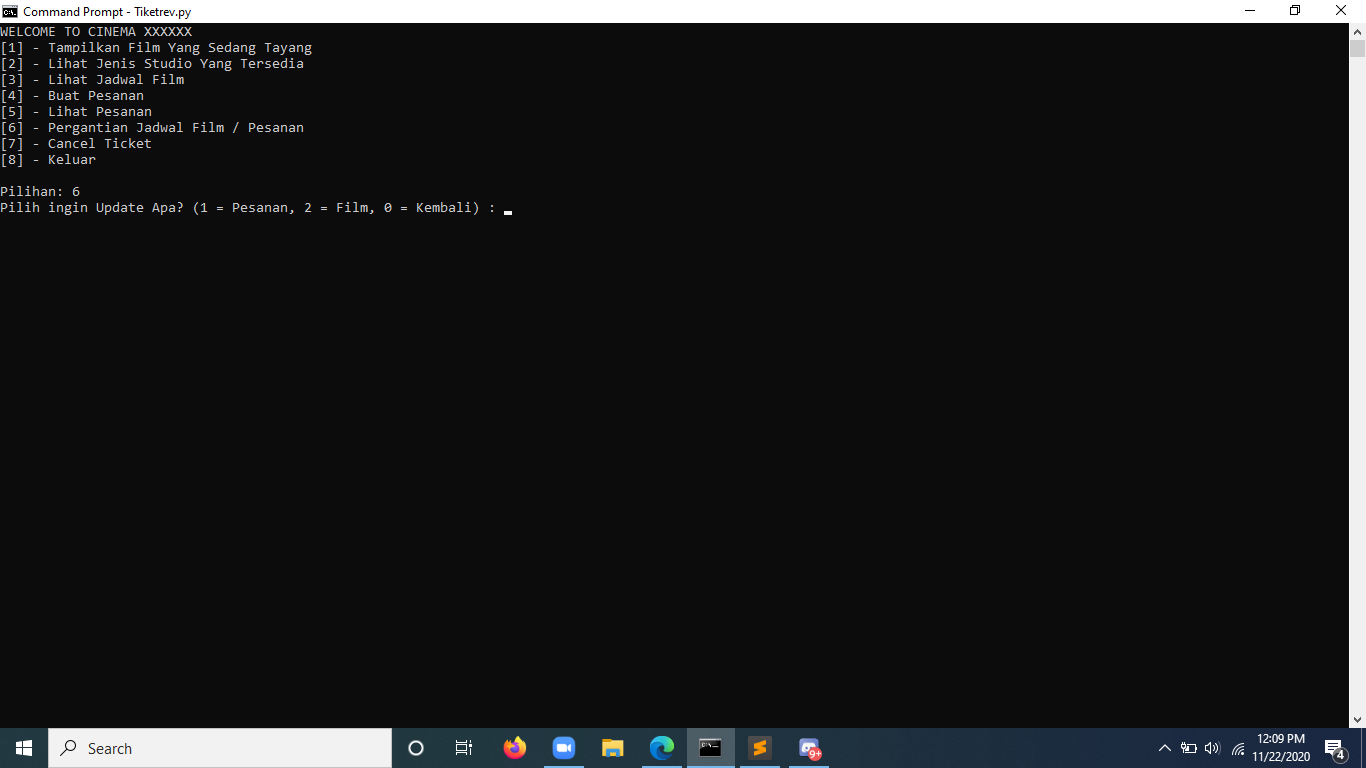 Command Prompt - Tiketrev.py
WELCOME TO CINEMA XXXXXX
[1] - Tampilkan Film Yang Sedang Tayang
[2] - Lihat Jenis Studio Yang Tersedia
[3] - Lihat Jadwal Film
[4] - Buat Pesanan
[5] - Lihat Pesanan
[6] - Pergantian Jadwal Film / Pesanan
[7] - Cancel Ticket
[8] - Keluar
Pilihan: 6
Pilih ingin Update Apa? (1 = Pesanan, 2 = Film, 0 = Kembali) :
Search
9+
12:09 PM
11/22/2020
4